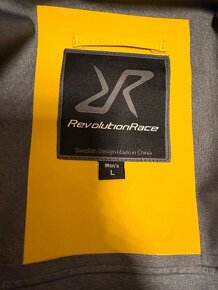 RevolutionRace
Swedish Design Made in China
Men's
L